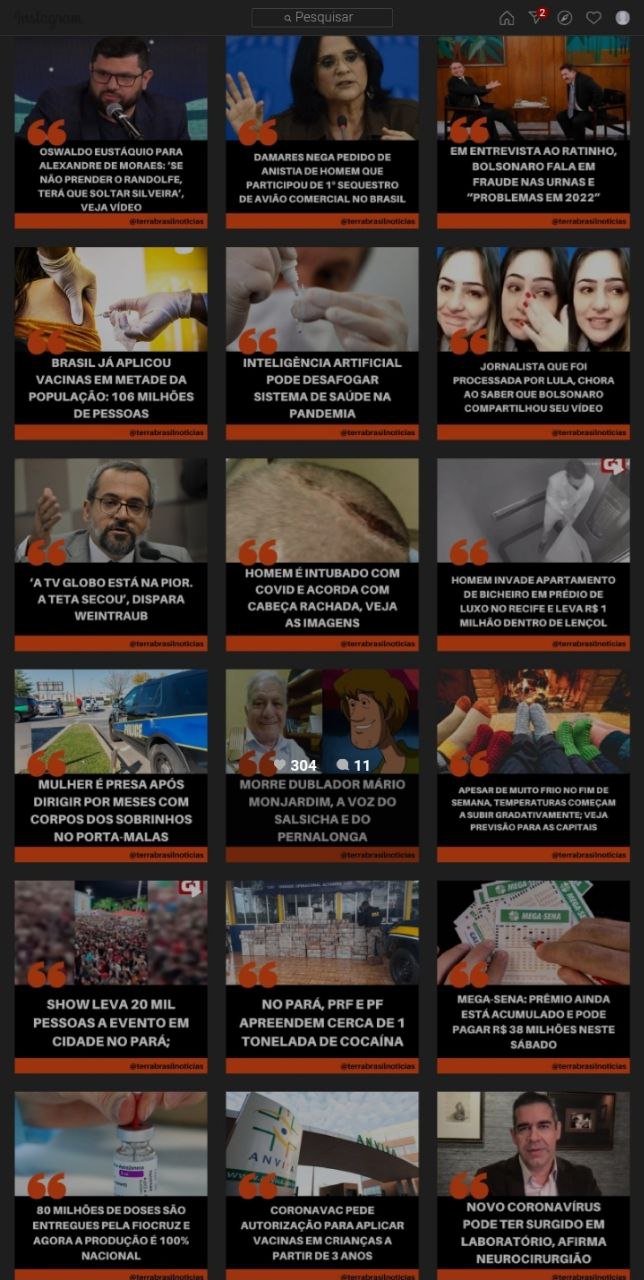 Instagram
Pesquisar
2
OSWALDO EUSTÁQUIO PARA
ALEXANDRE DE MORAES: 'SE
NÃO PRENDER O RANDOLFE,
TERÁ QUE SOLTAR SILVEIRA',
VEJA VÍDEO
@terrabrasilnoticias
DAMARES NEGA PEDIDO DE
ANISTIA DE HOMEM QUE
PARTICIPOU DE 1º SEQUESTRO
DE AVIÃO COMERCIAL NO BRASIL
@terrabrasilnoticias
EM ENTREVISTA AO RATINHO,
BOLSONARO FALA EM
FRAUDE NAS URNAS E
"PROBLEMAS EM 2022"
@terrabrasilnoticias
BRASIL JÁ APLICOU
VACINAS EM METADE DA
POPULAÇÃO: 106 MILHÕES
DE PESSOAS
@terrabrasilnoticias
INTELIGÊNCIA ARTIFICIAL
PODE DESAFOGAR
SISTEMA DE SAÚDE NA
PANDEMIA
@terrabrasilnoticias
JORNALISTA QUE FOI
PROCESSADA POR LULA, CHORA
AO SABER QUE BOLSONARO
COMPARTILHOU SEU VÍDEO
@terrabrasilnoticias
'A TV GLOBO ESTÁ NA PIOR.
A TETA SECOU', DISPARA
WEINTRAUB
@terrabrasilnoticias
HOMEM É INTUBADO COM
COVID E ACORDA COM
CABEÇA RACHADA, VEJA
AS IMAGENS
@terrabrasilnoticias
HOMEM INVADE APARTAMENTO
DE BICHEIRO EM PRÉDIO DE
LUXO NO RECIFE E LEVA R$ 1
MILHÃO DENTRO DE LENÇOL
@terrabrasilnoticias
MULHER É PRESA APÓS
DIRIGIR POR MESES COM
CORPOS DOS SOBRINHOS
NO PORTA-MALAS
@terrabrasilnoticias
304 11
MORRE DUBLADOR MÁRIO
MONJARDIM, A VOZ DO
SALSICHA E DO
PERNALONGA
@terrabrasilnoticias
APESAR DE MUITO FRIO NO FIM DE
SEMANA, TEMPERATURAS COMEÇAM
A SUBIR GRADATIVAMENTE; VEJA
PREVISÃO PARA AS CAPITAIS
@terrabrasilnoticias
SHOW LEVA 20 MIL
PESSOAS A EVENTO EM
CIDADE NO PARÁ;
@terrabrasilnoticias
NO PARÁ, PRF E PF
APREENDEM CERCA DE 1
TONELADA DE COCAÍNA
@terrabrasilnoticias
MEGA-SENA
MEGA-SENA: PRÊMIO AINDA
ESTÁ ACUMULADO E PODE
PAGAR R$ 38 MILHÕES NESTE
SÁBADO
@terrabrasilnoticias
80 MILHÕES DE DOSES SÃO
ENTREGUES PELA FIOCRUZ E
AGORA A PRODUÇÃO É 100%
NACIONAL
ANVISA
CORONAVAC PEDE
AUTORIZAÇÃO PARA APLICAR
VACINAS EM CRIANÇAS A
PARTIR DE 3 ANOS
NOVO CORONAVÍRUS
PODE TER SURGIDO EM
LABORATÓRIO, AFIRMA
NEUROCIRURGIÃO